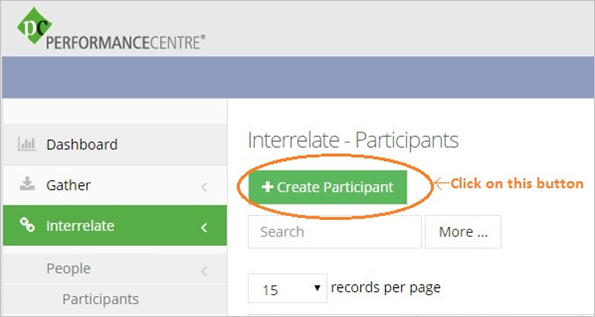 PC
PERFORMANCECENTRE®
Dashboard
Gather
Interrelate
People
Participants
Interrelate - Participants
+ Create Participant
←Click on this button
Search
More ...
15 records per page